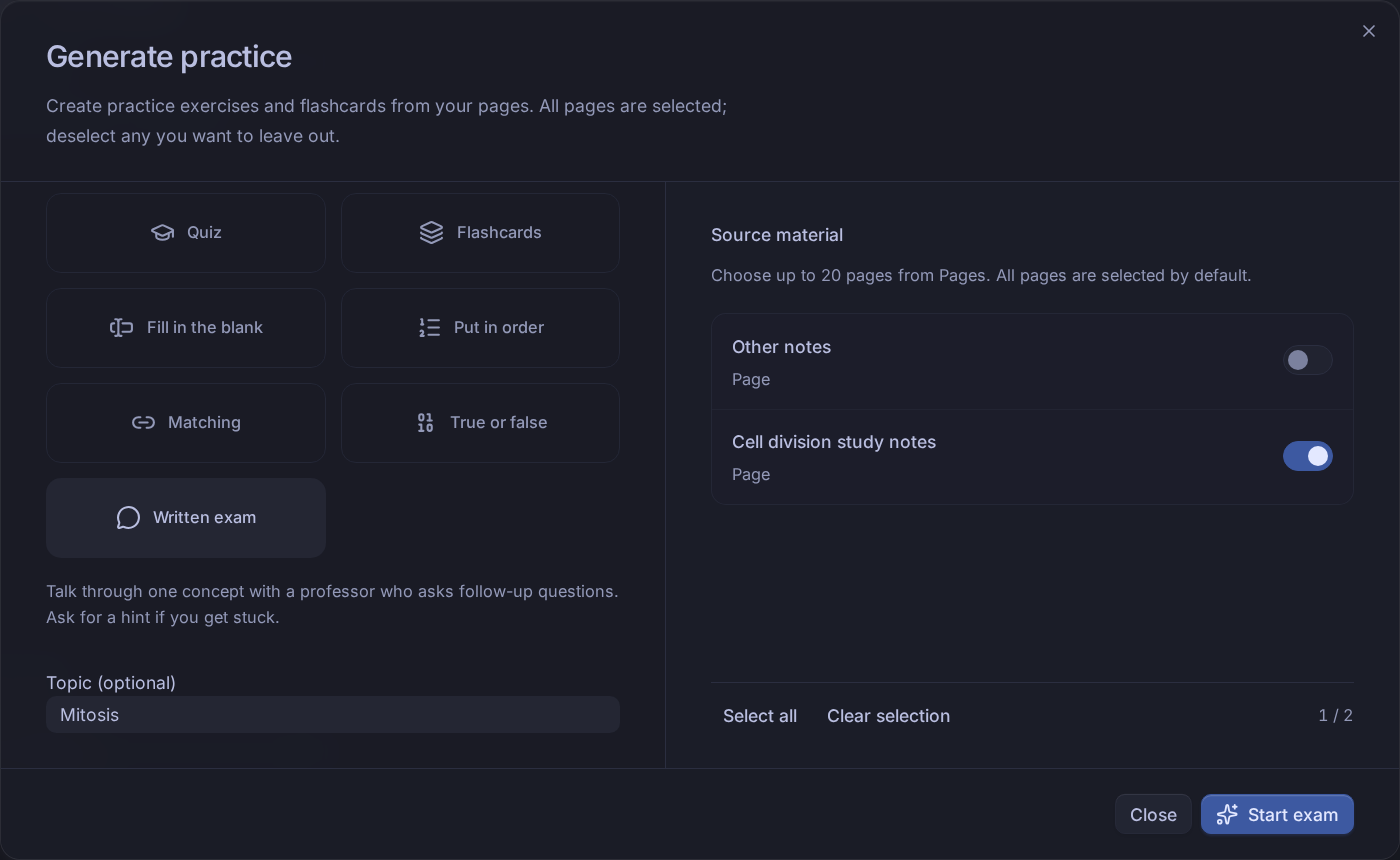 Generate practice
Create practice exercises and flashcards from your pages. All pages are selected;
deselect any you want to leave out.
Quiz
Flashcards
Fill in the blank
Put in order
Matching
True or false
Written exam
Talk through one concept with a professor who asks follow-up questions.
Ask for a hint if you get stuck.
Topic (optional)
Mitosis
Source material
Choose up to 20 pages from Pages. All pages are selected by default.
Other notes
Page
Cell division study notes
Page
Select all
Clear selection
1 / 2
Close
Start exam